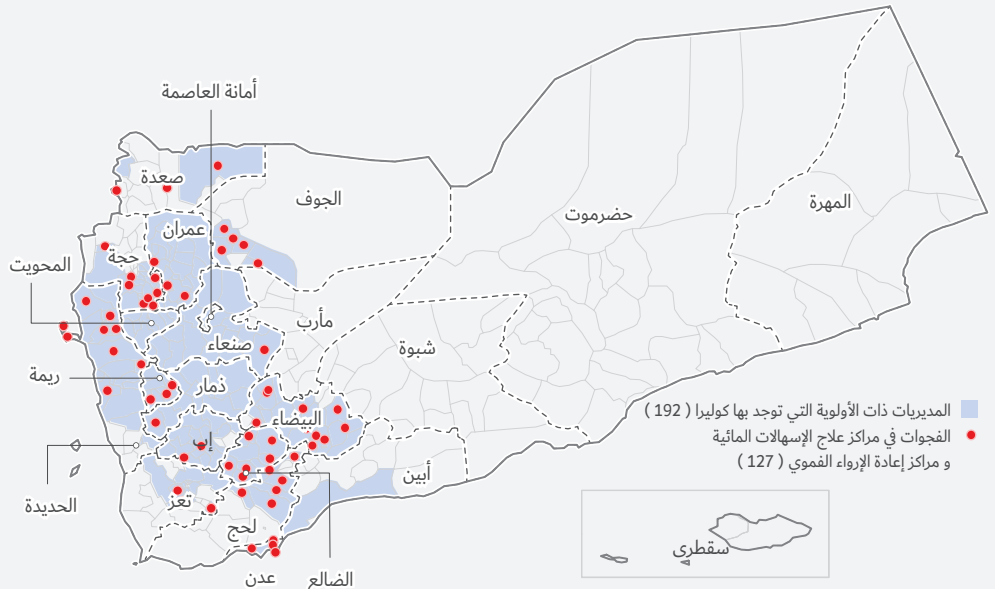 أمانة العاصمة
صعدة
الجوف
المهرة
حضرموت
عمران
حجة
المحويت
مأرب
صنعاء
شبوة
ريمة
ذمار
البيضاء
إب
المديريات ذات الأولوية التي توجد بها كوليرا ( 192 )
الفجوات في مراكز علاج الإسهالات المائية
و مراكز إعادة الإرواء الفموي ( 127 )
أبين
الحديدة
تعز
لحج
سقطرى
عدن
الضالع